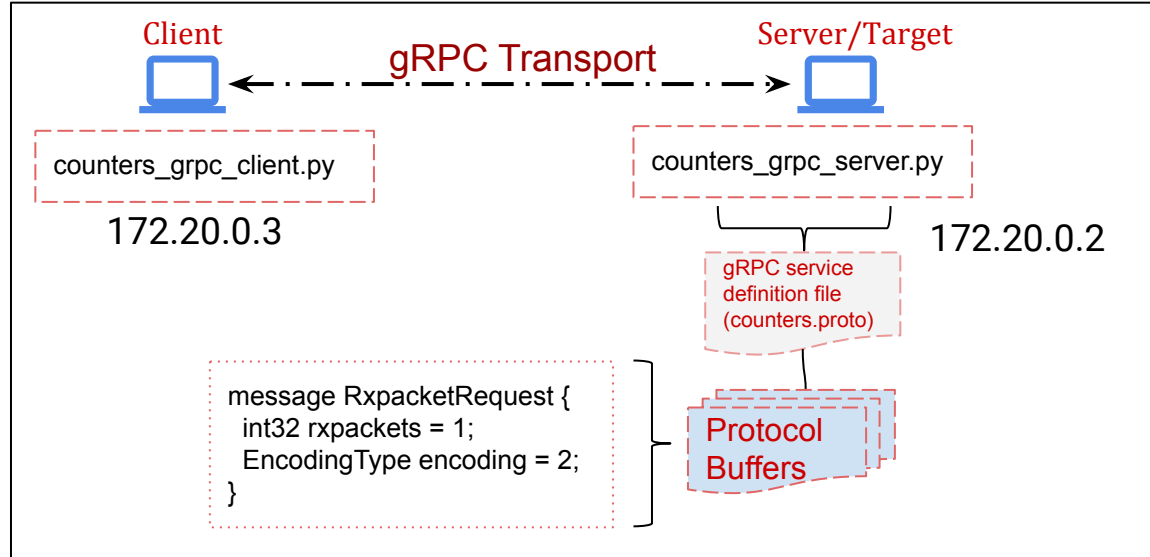 Client
Server/Target
gRPC Transport
counters_grpc_client.py
counters_grpc_server.py
172.20.0.3
172.20.0.2
gRPC service
definition file
(counters.proto)
message RxpacketRequest {
  int32 rxpackets = 1;
  EncodingType encoding = 2;
}
Protocol
Buffers